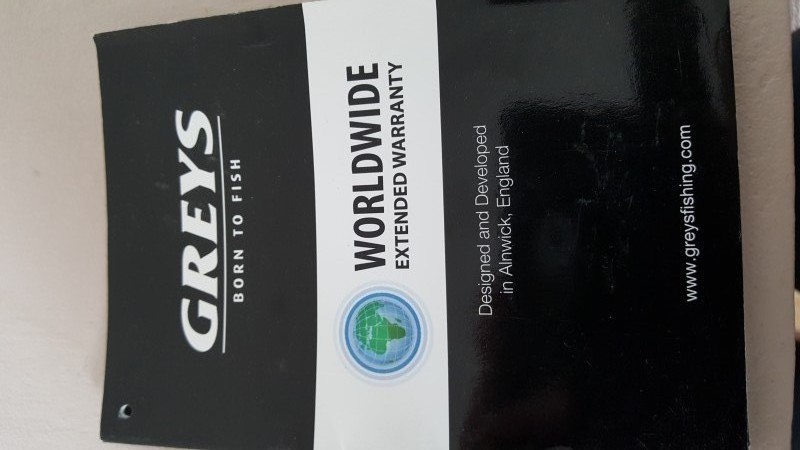 GREYS
BORN TO FISH
WORLDWIDE
EXTENDED WARRANTY
Designed and Developed
in Alnwick, England
www.greysfishing.com